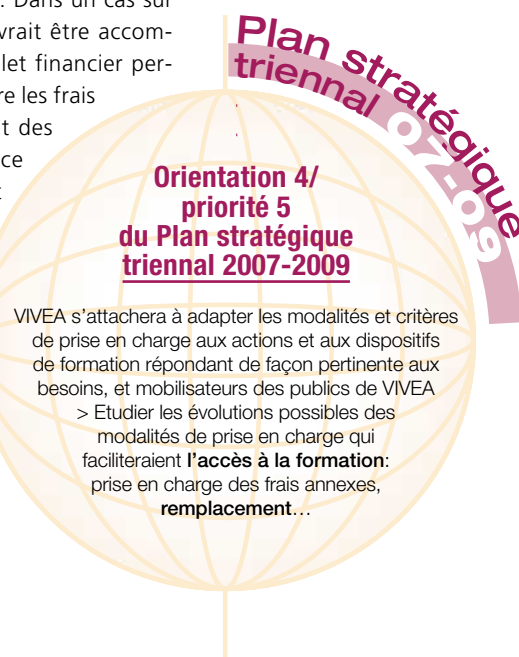 . Dans un cas sur
vrait être accom-
let financier per-
re les frais
t des
ce
Plan stratégique
triennal 07-09
Orientation 4/
priorité 5
du Plan stratégique
triennal 2007-2009
VIVEA s’attachera à adapter les modalités et critères
de prise en charge aux actions et aux dispositifs
de formation répondant de façon pertinente aux
besoins, et mobilisateurs des publics de VIVEA
> Etudier les évolutions possibles des
modalités de prise en charge qui
faciliteraient l’accès à la formation:
prise en charge des frais annexes,
remplacement…